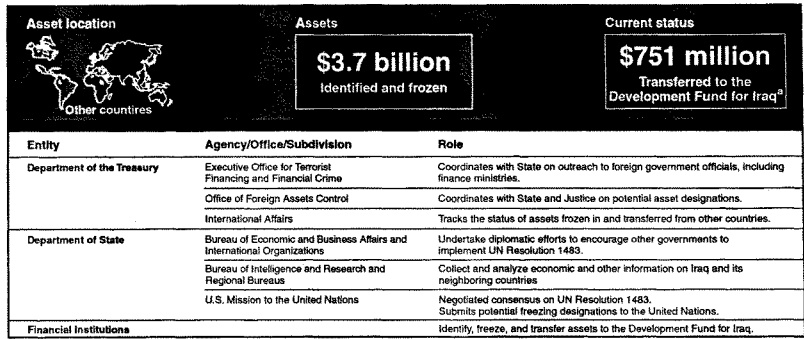 Asset location
Assets
Current status
Other countires
$3.7 billion
Identified and frozen
$751 million
Transferred to the
Development Fund for Iraqa
Entity
Agency/Office/Subdivision
Role
Department of the Treasury
Executive Office for Terrorist
Financing and Financial Crime
Coordinates with State on outreach to foreign government officials, including
finance ministries.
Office of Foreign Assets Control
Coordinates with State and Justice on potential asset designations.
International Affairs
Tracks the status of assets frozen in and transferred from other countries.
Department of State
Bureau of Economic and Business Affairs and
International Organizations
Undertake diplomatic efforts to encourage other governments to
implement UN Resolution 1483.
Bureau of Intelligence and Research and
Regional Bureaus
Collect and analyze economic and other information on Iraq and its
neighboring countries
U.S. Mission to the United Nations
Negotiated consensus on UN Resolution 1483.
Submits potential freezing designations to the United Nations.
Financial Institutions
Identify, freeze, and transfer assets to the Development Fund for Iraq.